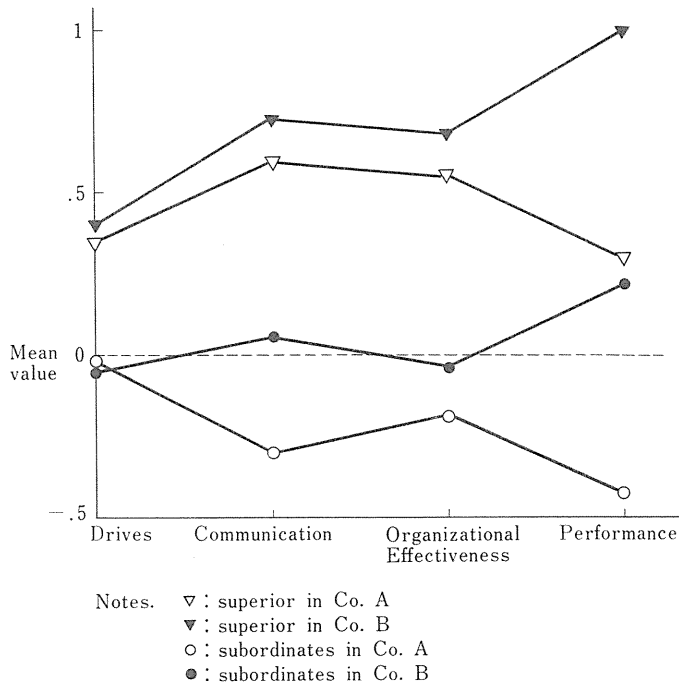 1
.5
Mean
value
0
-.5
Drives Communication Organizational Effectiveness Performance
Notes. ▽ : superior in Co. A
▼ : superior in Co. B
○ : subordinates in Co. A
● : subordinates in Co. B